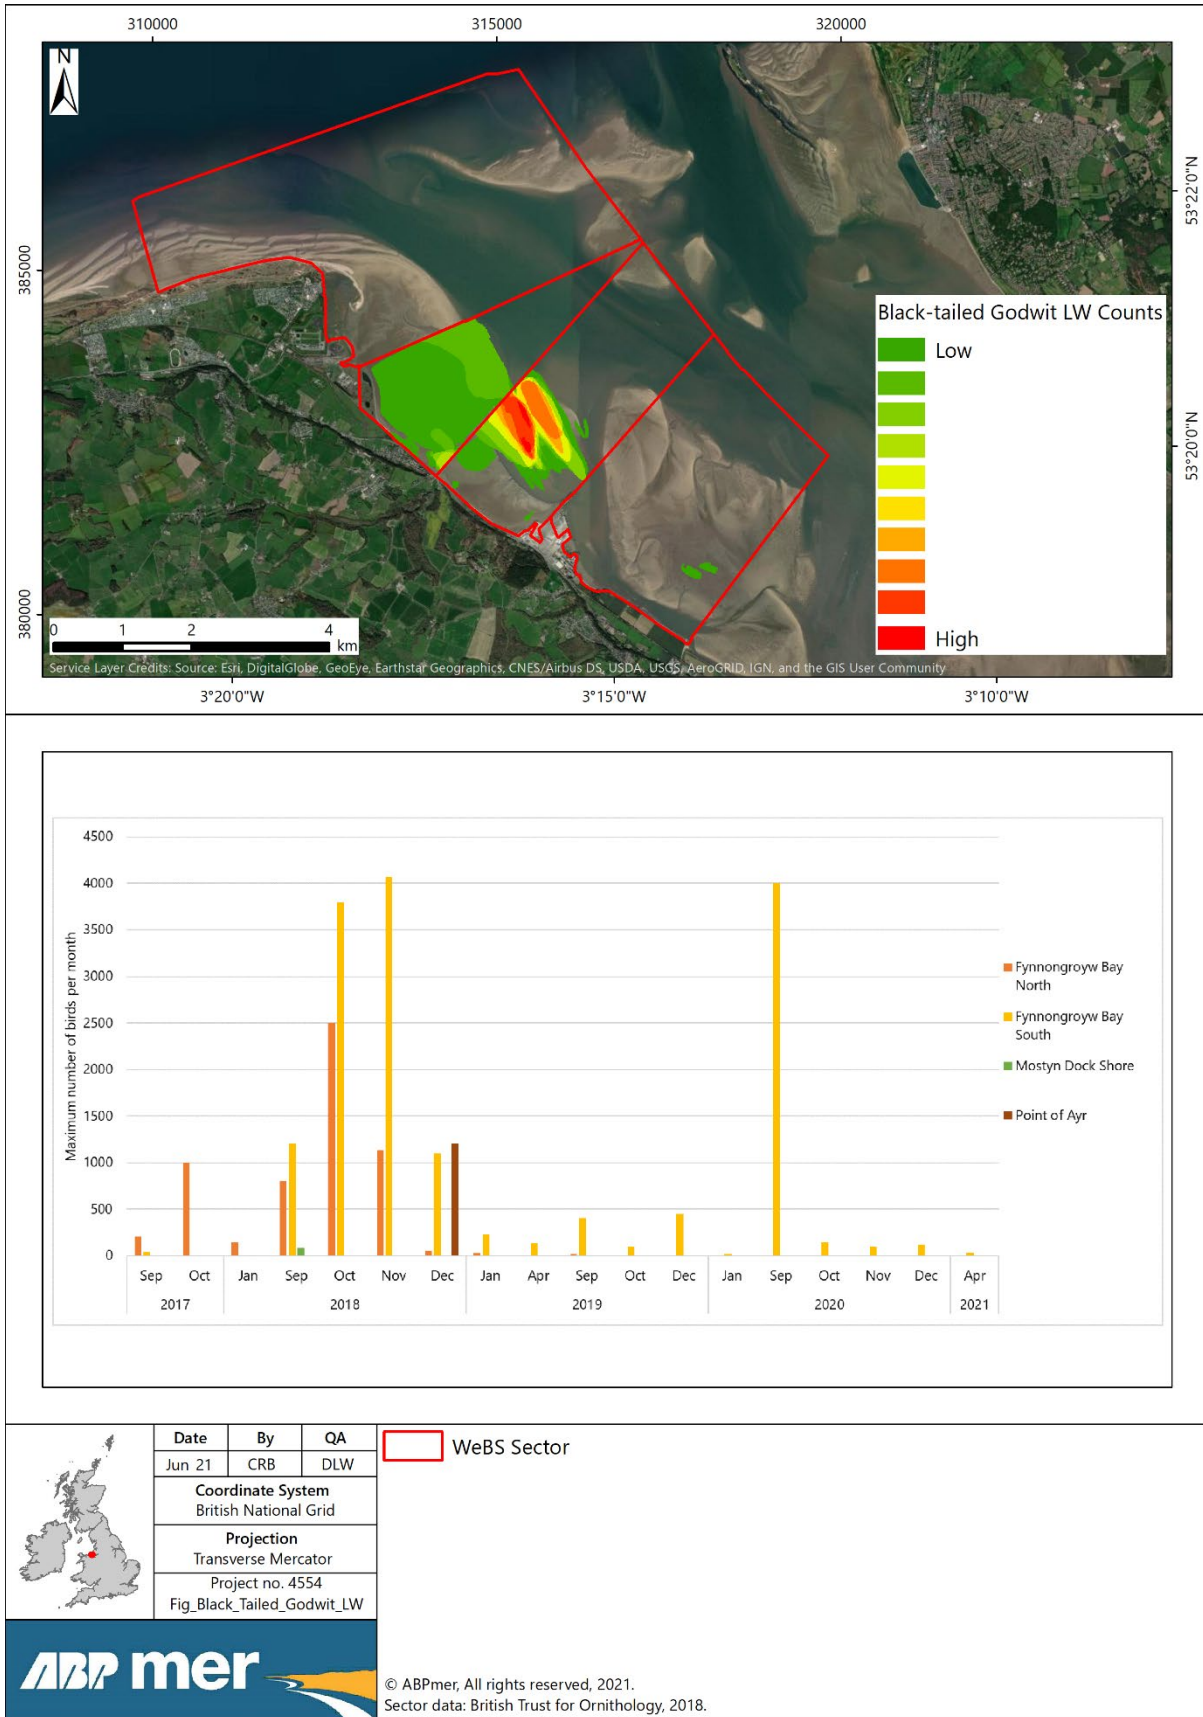 310000
315000
320000
N
53°22'0"N
385000
Black-tailed Godwit LW Counts
Low
High
53°20'0"N
380000
0 1 2 4
km
Service Layer Credits: Source: Esri, DigitalGlobe, GeoEye, Earthstar Geographics, CNES/Airbus DS, USDA, USGS, AeroGRID, IGN, and the GIS User Community
3°20'0"W
3°15'0"W
3°10'0"W
Maximum number of birds per month
4500
4000
3500
3000
2500
2000
1500
1000
500
0
Sep Oct Jan Sep Oct Nov Dec Jan Apr Sep Oct Dec Jan Sep Oct Nov Dec Apr
2017 2018 2019 2020 2021
Fynnongroyw Bay
North
Fynnongroyw Bay
South
Mostyn Dock Shore
Point of Ayr
Date By QA
Jun 21 CRB DLW
Coordinate System
British National Grid
Projection
Transverse Mercator
Project no. 4554
Fig_Black_Tailed_Godwit_LW
WeBS Sector
ABP mer
© ABPmer, All rights reserved, 2021.
Sector data: British Trust for Ornithology, 2018.